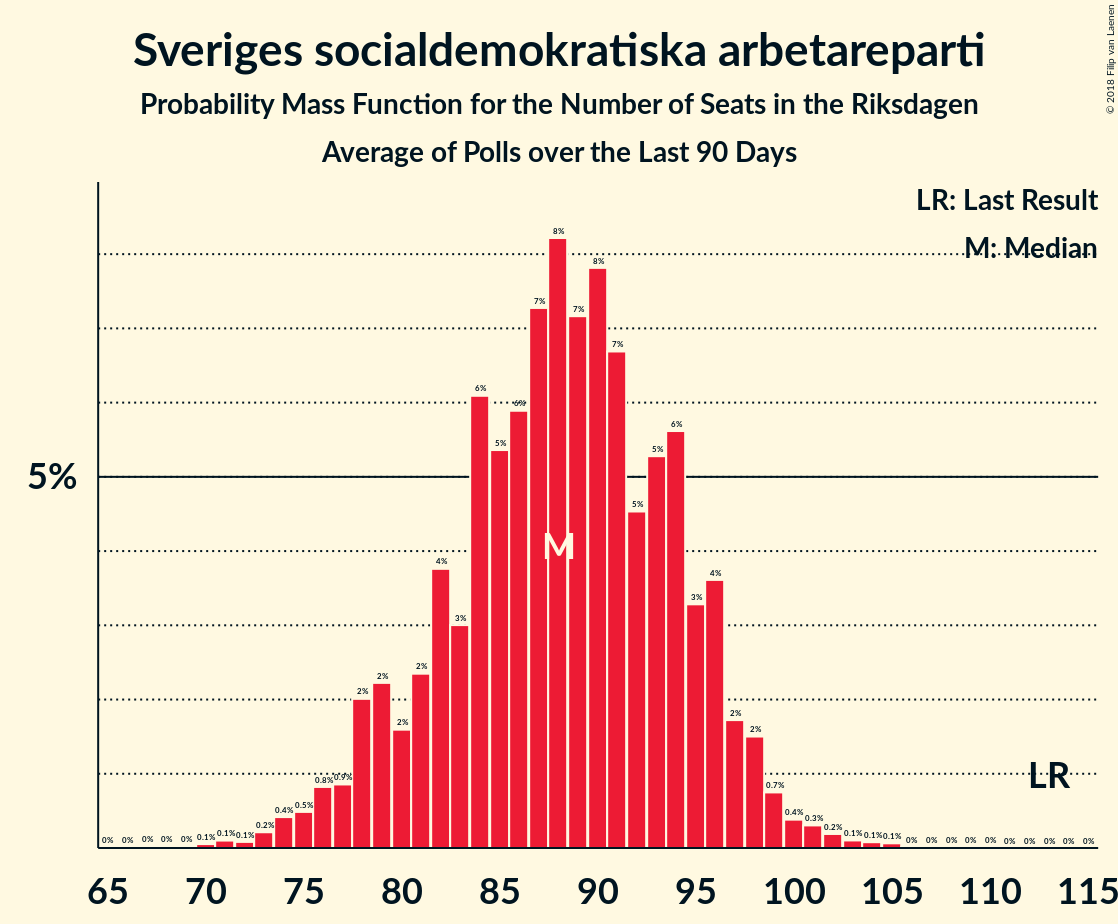 Sveriges socialdemokratiska arbetareparti
Probability Mass Function for the Number of Seats in the Riksdagen
Average of Polls over the Last 90 Days
© 2018 Filip van Laenen
LR: Last Result
M: Median
5%
0% 0% 0% 0% 0% 0.1% 0.1% 0.1% 0.2% 0.4% 0.5% 0.8% 0.9% 2% 2% 2% 2% 4% 3% 6% 5% 6% 7% 8% 7% 8% 7% 5% 5% 6% 3% 4% 2% 2% 0.7% 0.4% 0.3% 0.2% 0.1% 0.1% 0.1% 0% 0% 0% 0% 0% 0% 0% 0% 0% 0%
M
LR
65 70 75 80 85 90 95 100 105 110 115